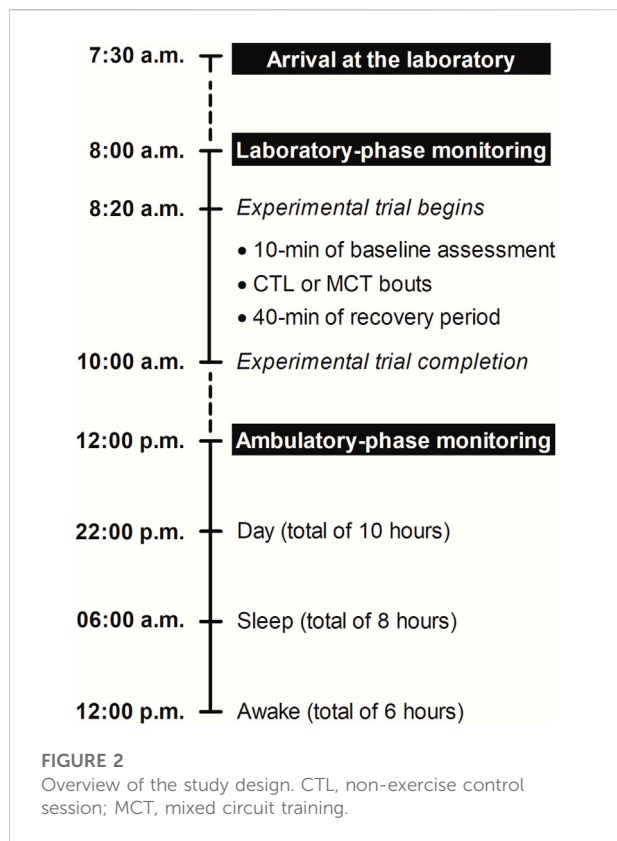 7:30 a.m. Arrival at the laboratory
8:00 a.m. Laboratory-phase monitoring
8:20 a.m. Experimental trial begins
• 10-min of baseline assessment
• CTL or MCT bouts
• 40-min of recovery period
10:00 a.m. Experimental trial completion
12:00 p.m. Ambulatory-phase monitoring
22:00 p.m. Day (total of 10 hours)
06:00 a.m. Sleep (total of 8 hours)
12:00 p.m. Awake (total of 6 hours)
FIGURE 2
Overview of the study design. CTL, non-exercise control
session; MCT, mixed circuit training.